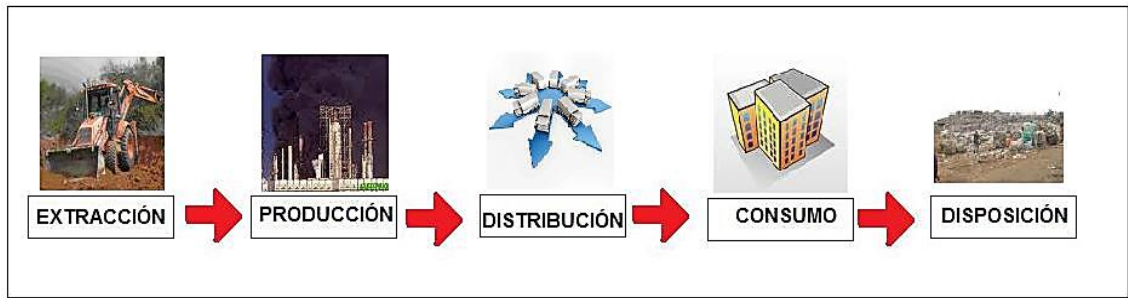 EXTRACCIÓN
PRODUCCIÓN
DISTRIBUCIÓN
CONSUMO
DISPOSICIÓN